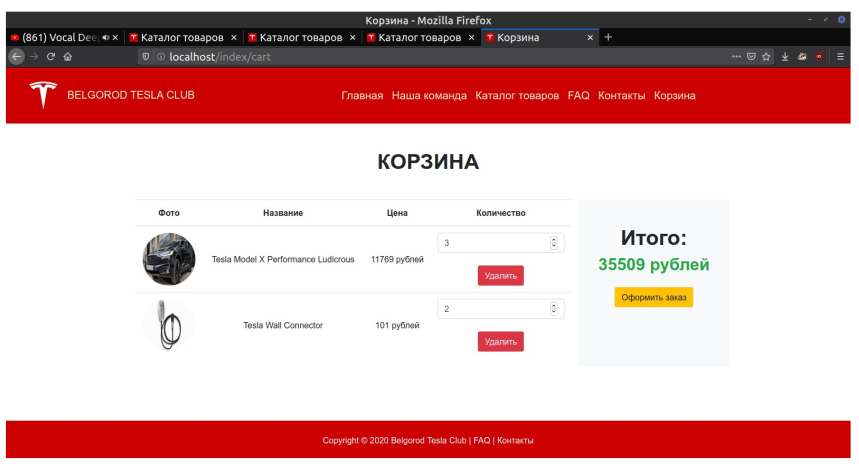 Корзина - Mozilla Firefox
(861) Vocal Dee
Каталог товаров
Каталог товаров
Каталог товаров
Корзина
localhost/index/cart
BELGOROD TESLA CLUB
Главная Наша команда Каталог товаров FAQ Контакты Корзина
КОРЗИНА
Фото Название Цена Количество
Tesla Model X Performance Ludicrous 11769 рублей 3
Удалить
Tesla Wall Connector 101 рублей 2
Удалить
Итого:
35509 рублей
Оформить заказ
Copyright © 2020 Belgorod Tesla Club | FAQ | Контакты